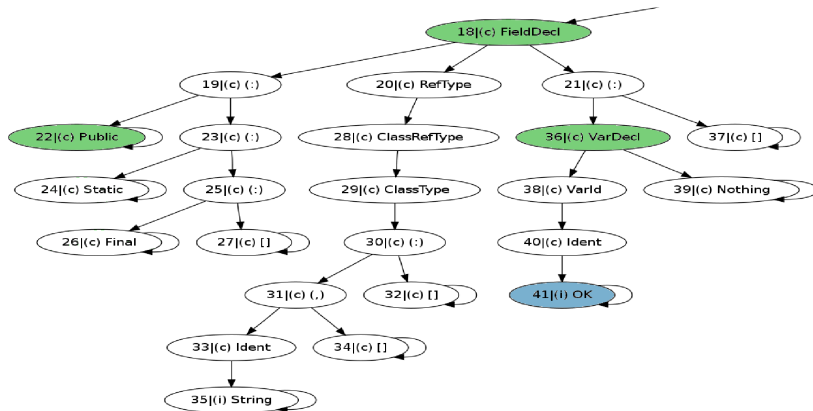 18|(c) FieldDecl
19|(c) (:)
20|(c) RefType
21|(c) (:)
22|(c) Public
23|(c) (:)
28|(c) ClassRefType
36|(c) VarDecl
37|(c) [ ]
24|(c) Static
25|(c) (:)
29|(c) ClassType
38|(c) VarId
39|(c) Nothing
26|(c) Final
27|(c) [ ]
30|(c) (:)
40|(c) Ident
31|(c) (,)
32|(c) [ ]
41|(i) OK
33|(c) Ident
34|(c) [ ]
35|(i) String